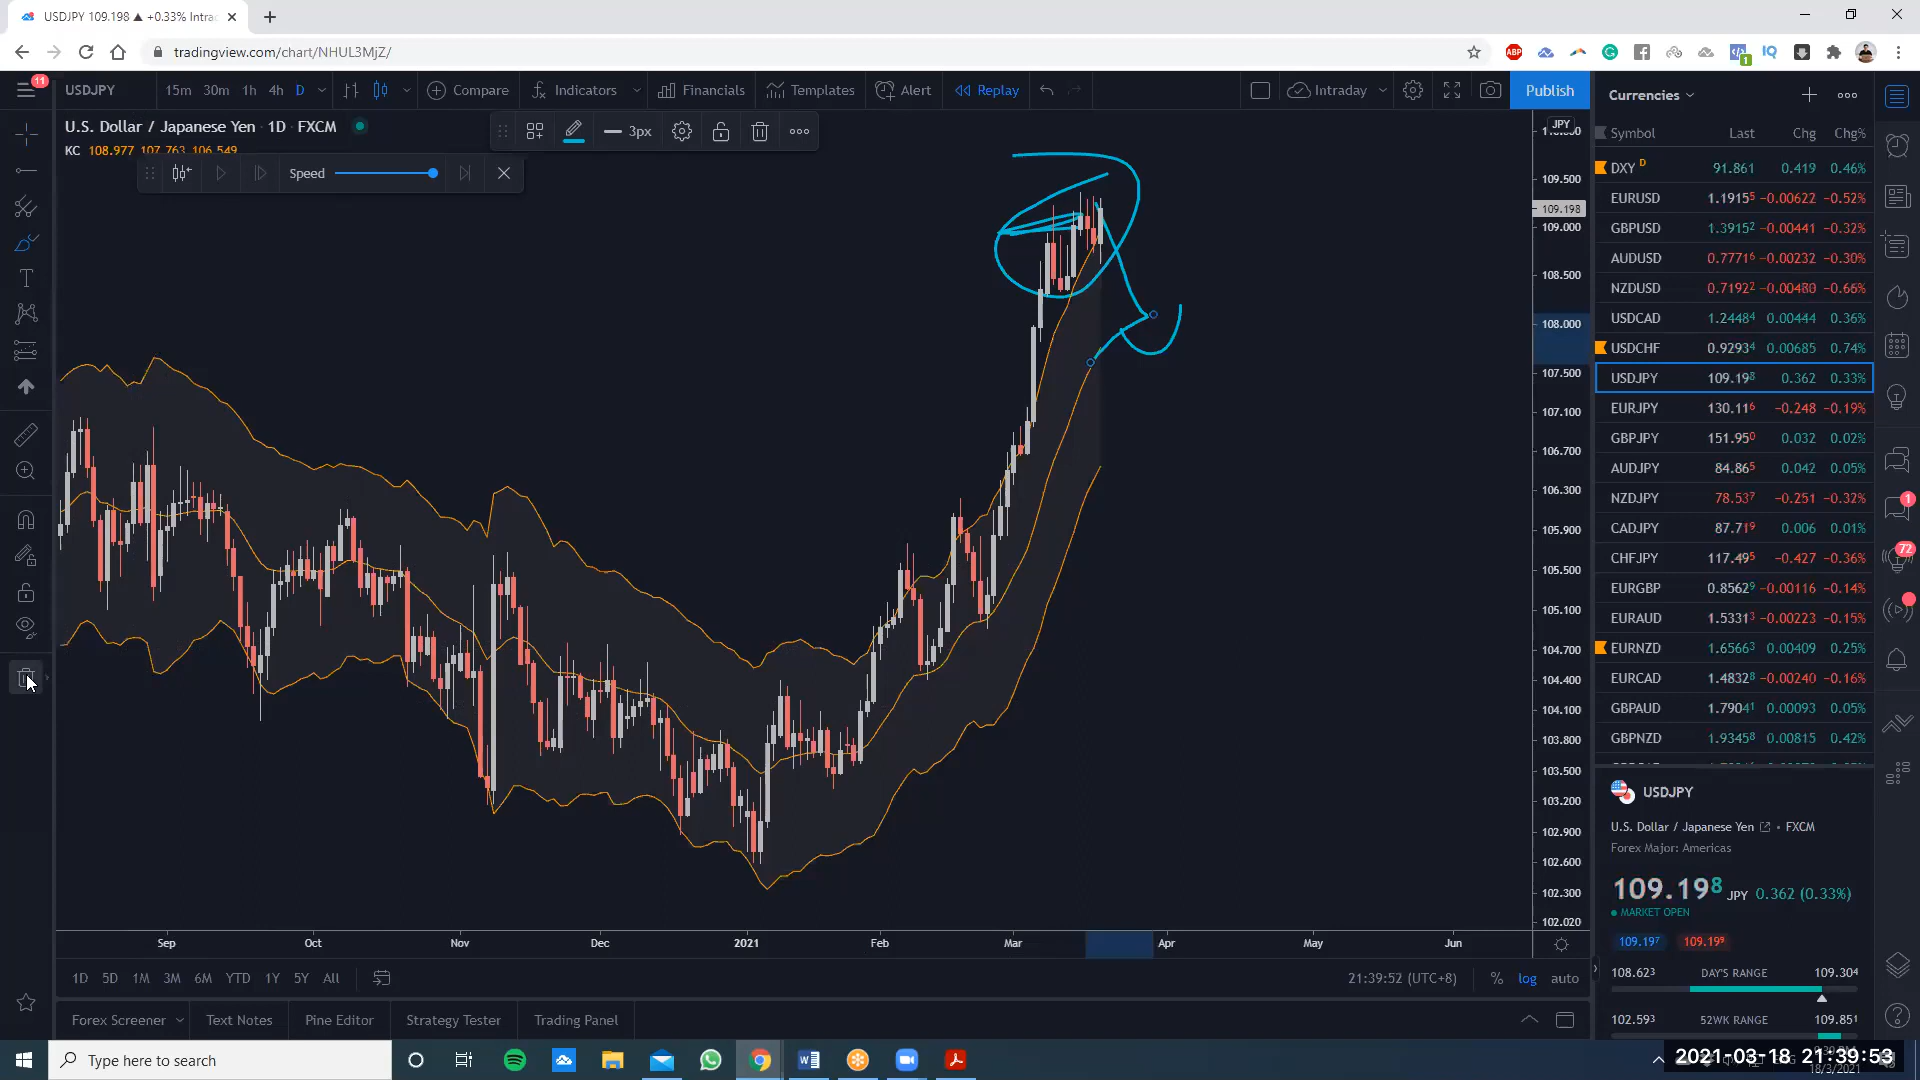 USDJPY 109.198 ▲ +0.33% Intra
tradingview.com/chart/NHUL3MjZ/
ABP
IQ
1
11
USDJPY 15m 30m 1h 4h D Compare Indicators Financials Templates Alert Replay Intraday Publish
U.S. Dollar / Japanese Yen · 1D · FXCM
3px
KC 108.977 107.763 106.549
Speed
JPY
109.500
109.198
109.000
108.500
108.000
107.500
107.100
106.700
106.300
105.900
105.500
105.100
104.700
104.400
104.100
103.800
103.500
103.200
102.900
102.600
102.300
102.020
Sep Oct Nov Dec 2021 Feb Mar Apr May Jun
1D 5D 1M 3M 6M YTD 1Y 5Y All
21:39:52 (UTC+8) % log auto
Forex Screener Text Notes Pine Editor Strategy Tester Trading Panel
Currencies
Symbol Last Chg Chg%
DXY D 91.861 0.419 0.46%
EURUSD 1.19155 −0.00622 −0.52%
GBPUSD 1.39152 −0.00441 −0.32%
AUDUSD 0.77716 −0.00232 −0.30%
NZDUSD 0.71922 −0.00480 −0.66%
USDCAD 1.24484 0.00444 0.36%
USDCHF 0.92934 0.00685 0.74%
USDJPY 109.198 0.362 0.33%
EURJPY 130.116 −0.248 −0.19%
GBPJPY 151.950 0.032 0.02%
AUDJPY 84.865 0.042 0.05%
NZDJPY 78.537 −0.251 −0.32%
CADJPY 87.719 0.006 0.01%
CHFJPY 117.495 −0.427 −0.36%
EURGBP 0.85629 −0.00116 −0.14%
EURAUD 1.53313 −0.00223 −0.15%
EURNZD 1.65663 0.00409 0.25%
EURCAD 1.48328 −0.00240 −0.16%
GBPAUD 1.79041 0.00093 0.05%
GBPNZD 1.93458 0.00815 0.42%
1
72
USDJPY
U.S. Dollar / Japanese Yen • FXCM
Forex Major: Americas
109.198 JPY 0.362 (0.33%)
MARKET OPEN
109.197 109.199
108.623 DAY'S RANGE 109.304
102.593 52WK RANGE 109.851
Type here to search
2021-03-18 21:39:53
18/3/2021